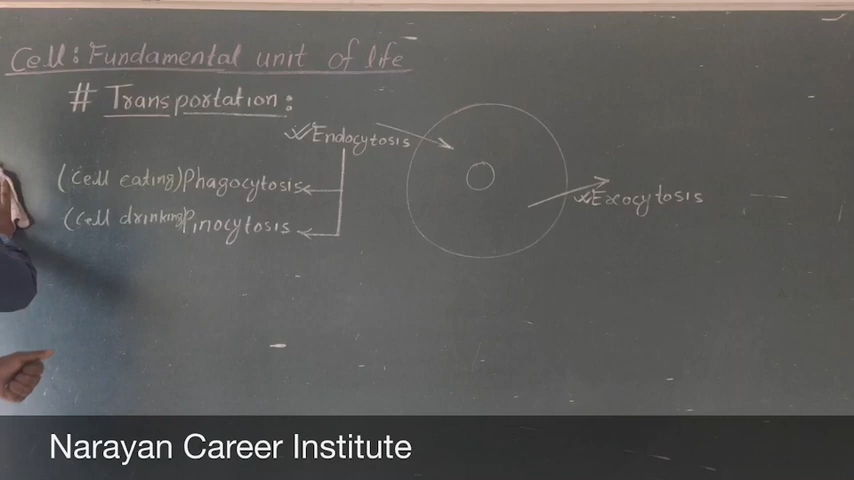 Cell: Fundamental unit of life
# Transportation:
Endocytosis
(Cell eating) Phagocytosis
(Cell drinking) Pinocytosis
Exocytosis
Narayan Career Institute